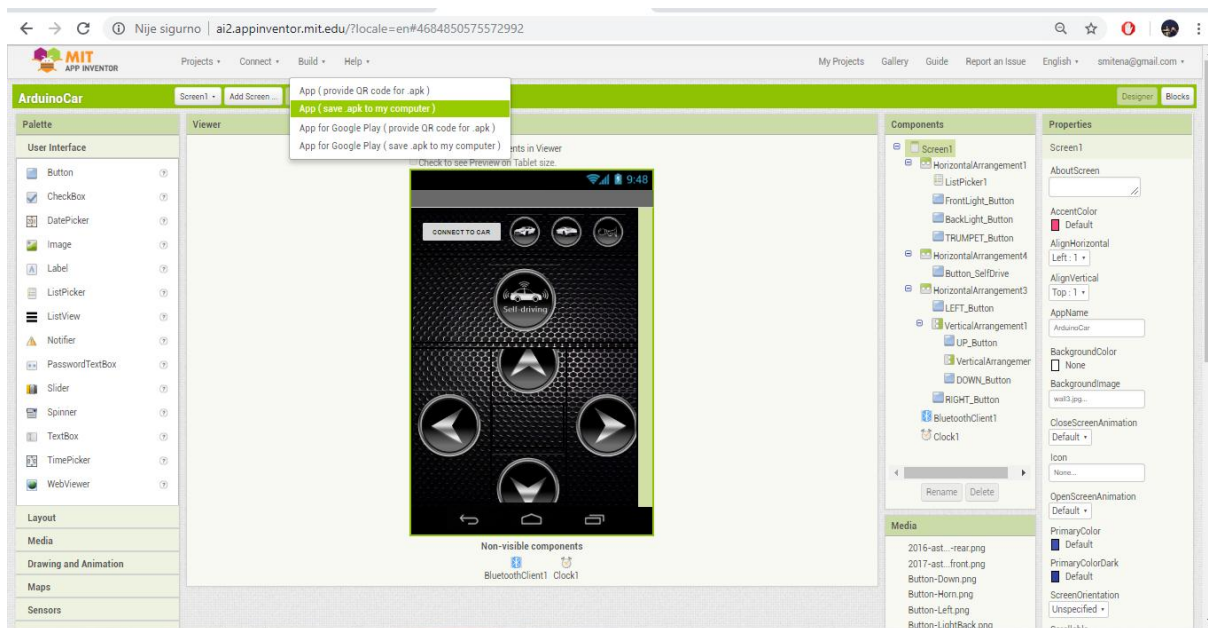 Nije sigurno | ai2.appinventor.mit.edu/?locale=en#4684850575572992
MIT
APP INVENTOR
Projects
Connect
Build
Help
My Projects
Gallery
Guide
Report an Issue
English
smitena@gmail.com
ArduinoCar
Screen1
Add Screen ...
Designer
Blocks
App ( provide QR code for .apk )
App ( save .apk to my computer )
App for Google Play ( provide QR code for .apk )
App for Google Play ( save .apk to my computer )
Palette
User Interface
Button
CheckBox
DatePicker
Image
Label
ListPicker
ListView
Notifier
PasswordTextBox
Slider
Spinner
TextBox
TimePicker
WebViewer
Layout
Media
Drawing and Animation
Maps
Sensors
Viewer
ents in Viewer
Check to see Preview on Tablet size.
9:48
CONNECT TO CAR
Self-driving
Non-visible components
BluetoothClient1 Clock1
Components
Screen1
HorizontalArrangement1
ListPicker1
FrontLight_Button
BackLight_Button
TRUMPET_Button
HorizontalArrangement4
Button_SelfDrive
HorizontalArrangement3
LEFT_Button
VerticalArrangement1
UP_Button
VerticalArrangemer
DOWN_Button
RIGHT_Button
BluetoothClient1
Clock1
Rename
Delete
Media
2016-ast...-rear.png
2017-ast...front.png
Button-Down.png
Button-Horn.png
Button-Left.png
Button-LightBack.png
Properties
Screen1
AboutScreen
AccentColor
Default
AlignHorizontal
Left : 1
AlignVertical
Top : 1
AppName
ArduinoCar
BackgroundColor
None
BackgroundImage
wall3.jpg...
CloseScreenAnimation
Default
Icon
None...
OpenScreenAnimation
Default
PrimaryColor
Default
PrimaryColorDark
Default
ScreenOrientation
Unspecified